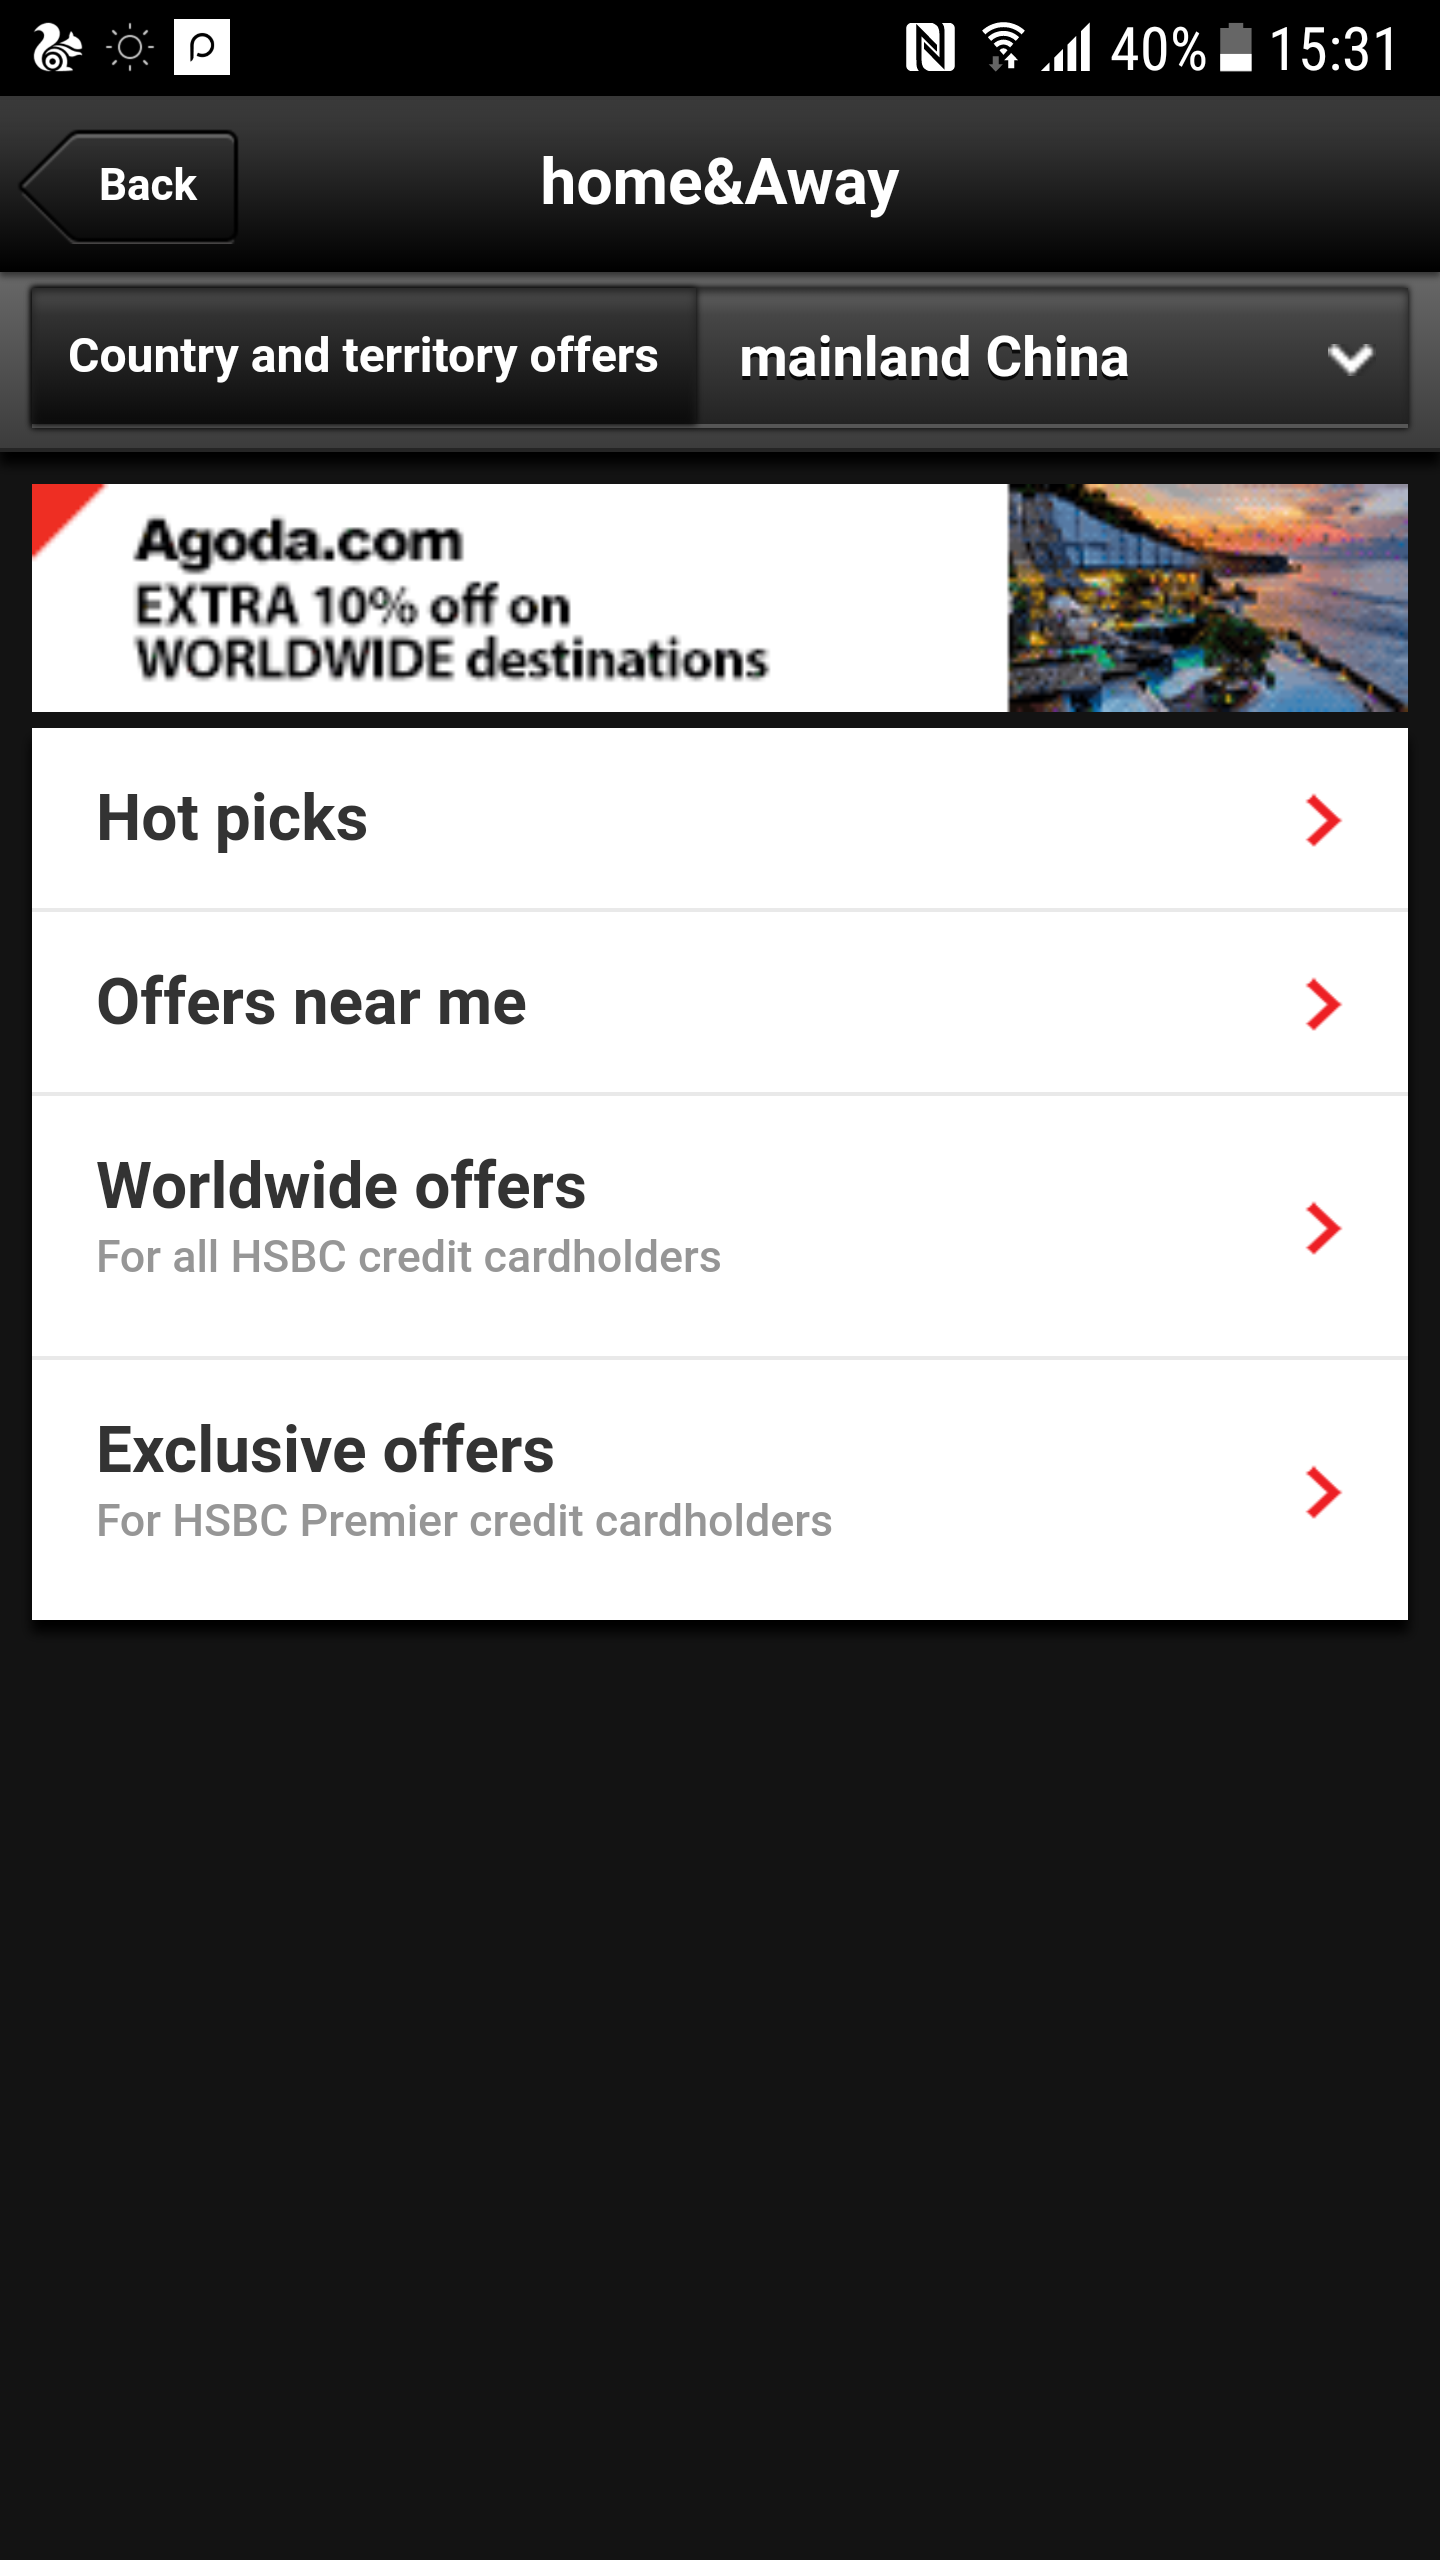 40% 15:31
Back
home&Away
Country and territory offers
mainland China
Agoda.com
EXTRA 10% off on
WORLDWIDE destinations
Hot picks
Offers near me
Worldwide offers
For all HSBC credit cardholders
Exclusive offers
For HSBC Premier credit cardholders